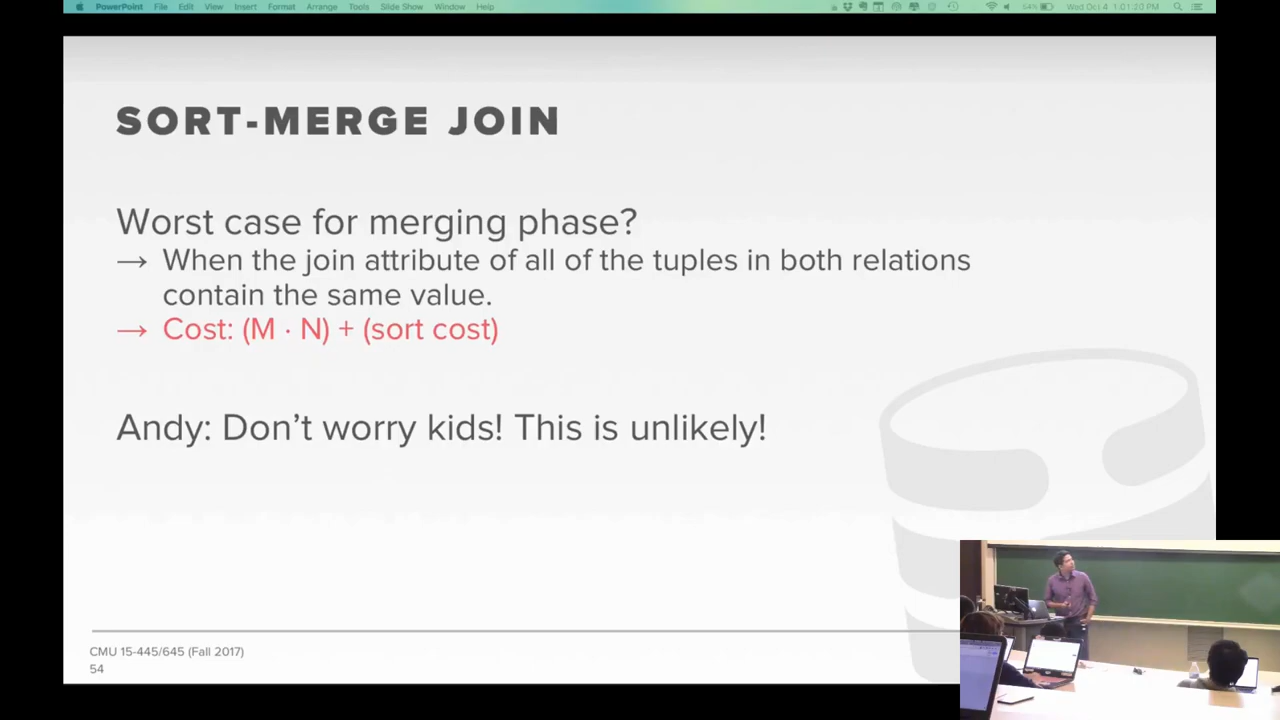 PowerPoint File Edit View Insert Format Arrange Tools Slide Show Window Help 54% Wed Oct 4 1:01:20 PM
SORT-MERGE JOIN
Worst case for merging phase?
→ When the join attribute of all of the tuples in both relations
contain the same value.
→ Cost: (M · N) + (sort cost)
Andy: Don’t worry kids! This is unlikely!
CMU 15-445/645 (Fall 2017)
54